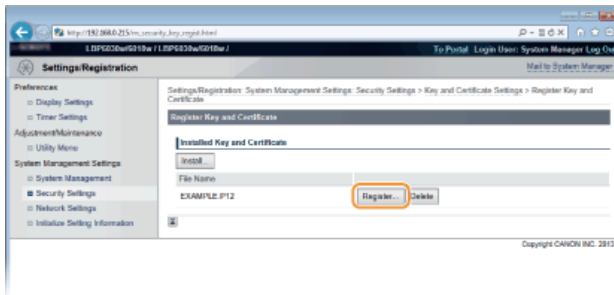 http://192.168.0.215/m_security_key_regist.html
LBP6030w/6018w / LBP6030w/6018w /
To Portal Login User: System Manager Log Out
Settings/Registration
Mail to System Manager
Preferences
Display Settings
Timer Settings
Adjustment/Maintenance
Utility Menu
System Management Settings
System Management
Security Settings
Network Settings
Initialize Setting Information
Settings/Registration: System Management Settings: Security Settings > Key and Certificate Settings > Register Key and
Certificate
Register Key and Certificate
Installed Key and Certificate
Install...
File Name
EXAMPLE.P12
Register...
Delete
Copyright CANON INC. 2013